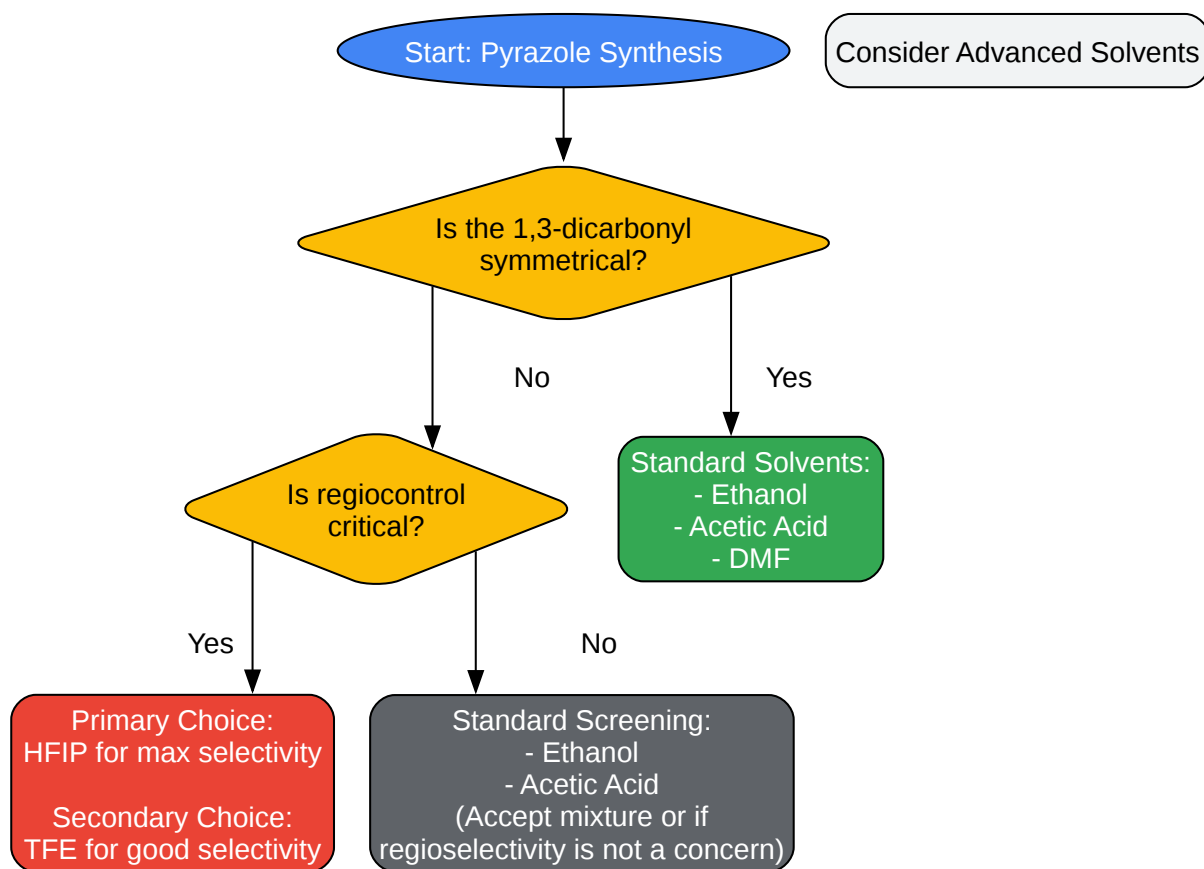 Start: Pyrazole Synthesis
Consider Advanced Solvents
Is the 1,3-dicarbonyl
symmetrical?
No
Yes
Standard Solvents:
- Ethanol
- Acetic Acid
- DMF
Is regiocontrol
critical?
Yes
No
Primary Choice:
HFIP for max selectivity
Secondary Choice:
TFE for good selectivity
Standard Screening:
- Ethanol
- Acetic Acid
(Accept mixture or if
regioselectivity is not a concern)